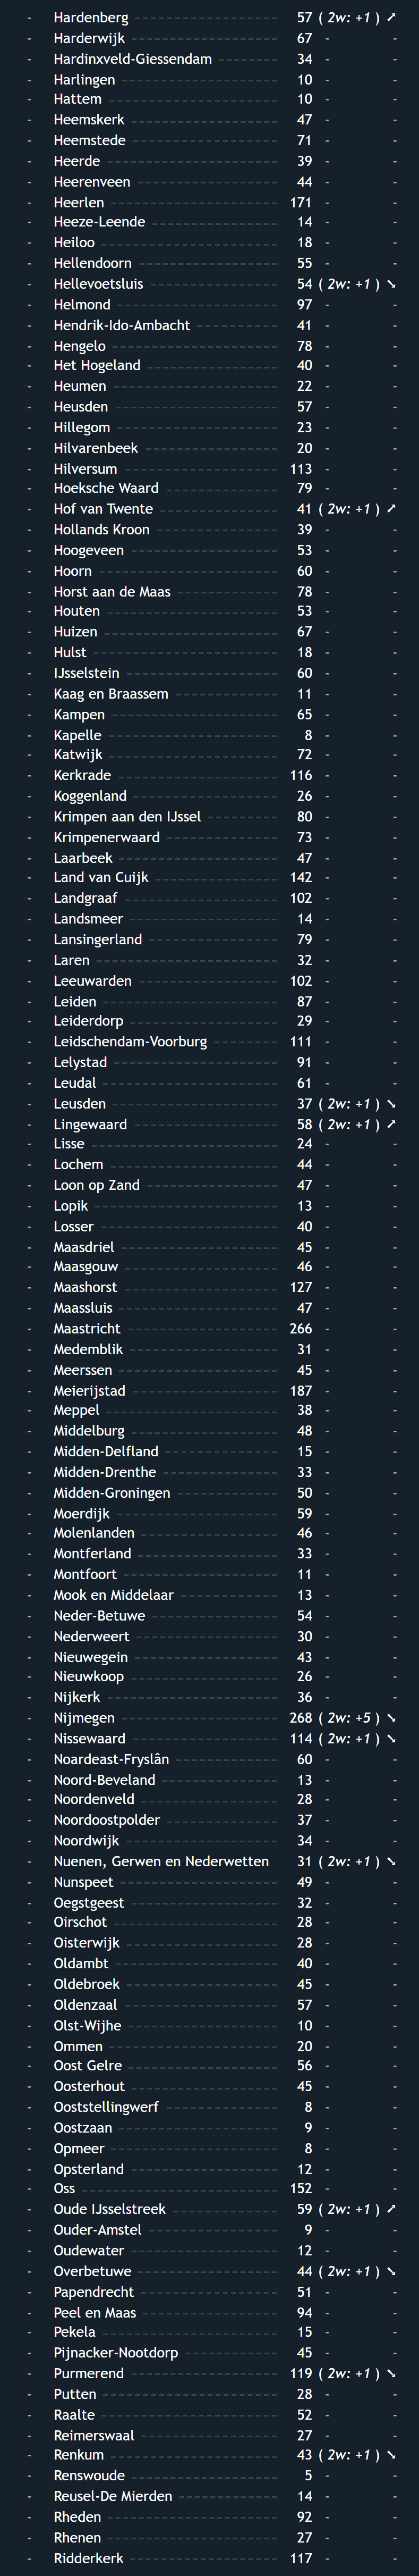 - Hardenberg 57 ( 2w: +1 ) ➚
- Harderwijk 67 - -
- Hardinxveld-Giessendam 34 - -
- Harlingen 10 - -
- Hattem 10 - -
- Heemskerk 47 - -
- Heemstede 71 - -
- Heerde 39 - -
- Heerenveen 44 - -
- Heerlen 171 - -
- Heeze-Leende 14 - -
- Heiloo 18 - -
- Hellendoorn 55 - -
- Hellevoetsluis 54 ( 2w: +1 ) ➘
- Helmond 97 - -
- Hendrik-Ido-Ambacht 41 - -
- Hengelo 78 - -
- Het Hogeland 40 - -
- Heumen 22 - -
- Heusden 57 - -
- Hillegom 23 - -
- Hilvarenbeek 20 - -
- Hilversum 113 - -
- Hoeksche Waard 79 - -
- Hof van Twente 41 ( 2w: +1 ) ➚
- Hollands Kroon 39 - -
- Hoogeveen 53 - -
- Hoorn 60 - -
- Horst aan de Maas 78 - -
- Houten 53 - -
- Huizen 67 - -
- Hulst 18 - -
- IJsselstein 60 - -
- Kaag en Braassem 11 - -
- Kampen 65 - -
- Kapelle 8 - -
- Katwijk 72 - -
- Kerkrade 116 - -
- Koggenland 26 - -
- Krimpen aan den IJssel 80 - -
- Krimpenerwaard 73 - -
- Laarbeek 47 - -
- Land van Cuijk 142 - -
- Landgraaf 102 - -
- Landsmeer 14 - -
- Lansingerland 79 - -
- Laren 32 - -
- Leeuwarden 102 - -
- Leiden 87 - -
- Leiderdorp 29 - -
- Leidschendam-Voorburg 111 - -
- Lelystad 91 - -
- Leudal 61 - -
- Leusden 37 ( 2w: +1 ) ➘
- Lingewaard 58 ( 2w: +1 ) ➚
- Lisse 24 - -
- Lochem 44 - -
- Loon op Zand 47 - -
- Lopik 13 - -
- Losser 40 - -
- Maasdriel 45 - -
- Maasgouw 46 - -
- Maashorst 127 - -
- Maassluis 47 - -
- Maastricht 266 - -
- Medemblik 31 - -
- Meerssen 45 - -
- Meierijstad 187 - -
- Meppel 38 - -
- Middelburg 48 - -
- Midden-Delfland 15 - -
- Midden-Drenthe 33 - -
- Midden-Groningen 50 - -
- Moerdijk 59 - -
- Molenlanden 46 - -
- Montferland 33 - -
- Montfoort 11 - -
- Mook en Middelaar 13 - -
- Neder-Betuwe 54 - -
- Nederweert 30 - -
- Nieuwegein 43 - -
- Nieuwkoop 26 - -
- Nijkerk 36 - -
- Nijmegen 268 ( 2w: +5 ) ➘
- Nissewaard 114 ( 2w: +1 ) ➘
- Noardeast-Fryslân 60 - -
- Noord-Beveland 13 - -
- Noordenveld 28 - -
- Noordoostpolder 37 - -
- Noordwijk 34 - -
- Nuenen, Gerwen en Nederwetten 31 ( 2w: +1 ) ➘
- Nunspeet 49 - -
- Oegstgeest 32 - -
- Oirschot 28 - -
- Oisterwijk 28 - -
- Oldambt 40 - -
- Oldebroek 45 - -
- Oldenzaal 57 - -
- Olst-Wijhe 10 - -
- Ommen 20 - -
- Oost Gelre 56 - -
- Oosterhout 45 - -
- Ooststellingwerf 8 - -
- Oostzaan 9 - -
- Opmeer 8 - -
- Opsterland 12 - -
- Oss 152 - -
- Oude IJsselstreek 59 ( 2w: +1 ) ➚
- Ouder-Amstel 9 - -
- Oudewater 12 - -
- Overbetuwe 44 ( 2w: +1 ) ➘
- Papendrecht 51 - -
- Peel en Maas 94 - -
- Pekela 15 - -
- Pijnacker-Nootdorp 45 - -
- Purmerend 119 ( 2w: +1 ) ➘
- Putten 28 - -
- Raalte 52 - -
- Reimerswaal 27 - -
- Renkum 43 ( 2w: +1 ) ➘
- Renswoude 5 - -
- Reusel-De Mierden 14 - -
- Rheden 92 - -
- Rhenen 27 - -
- Ridderkerk 117 - -